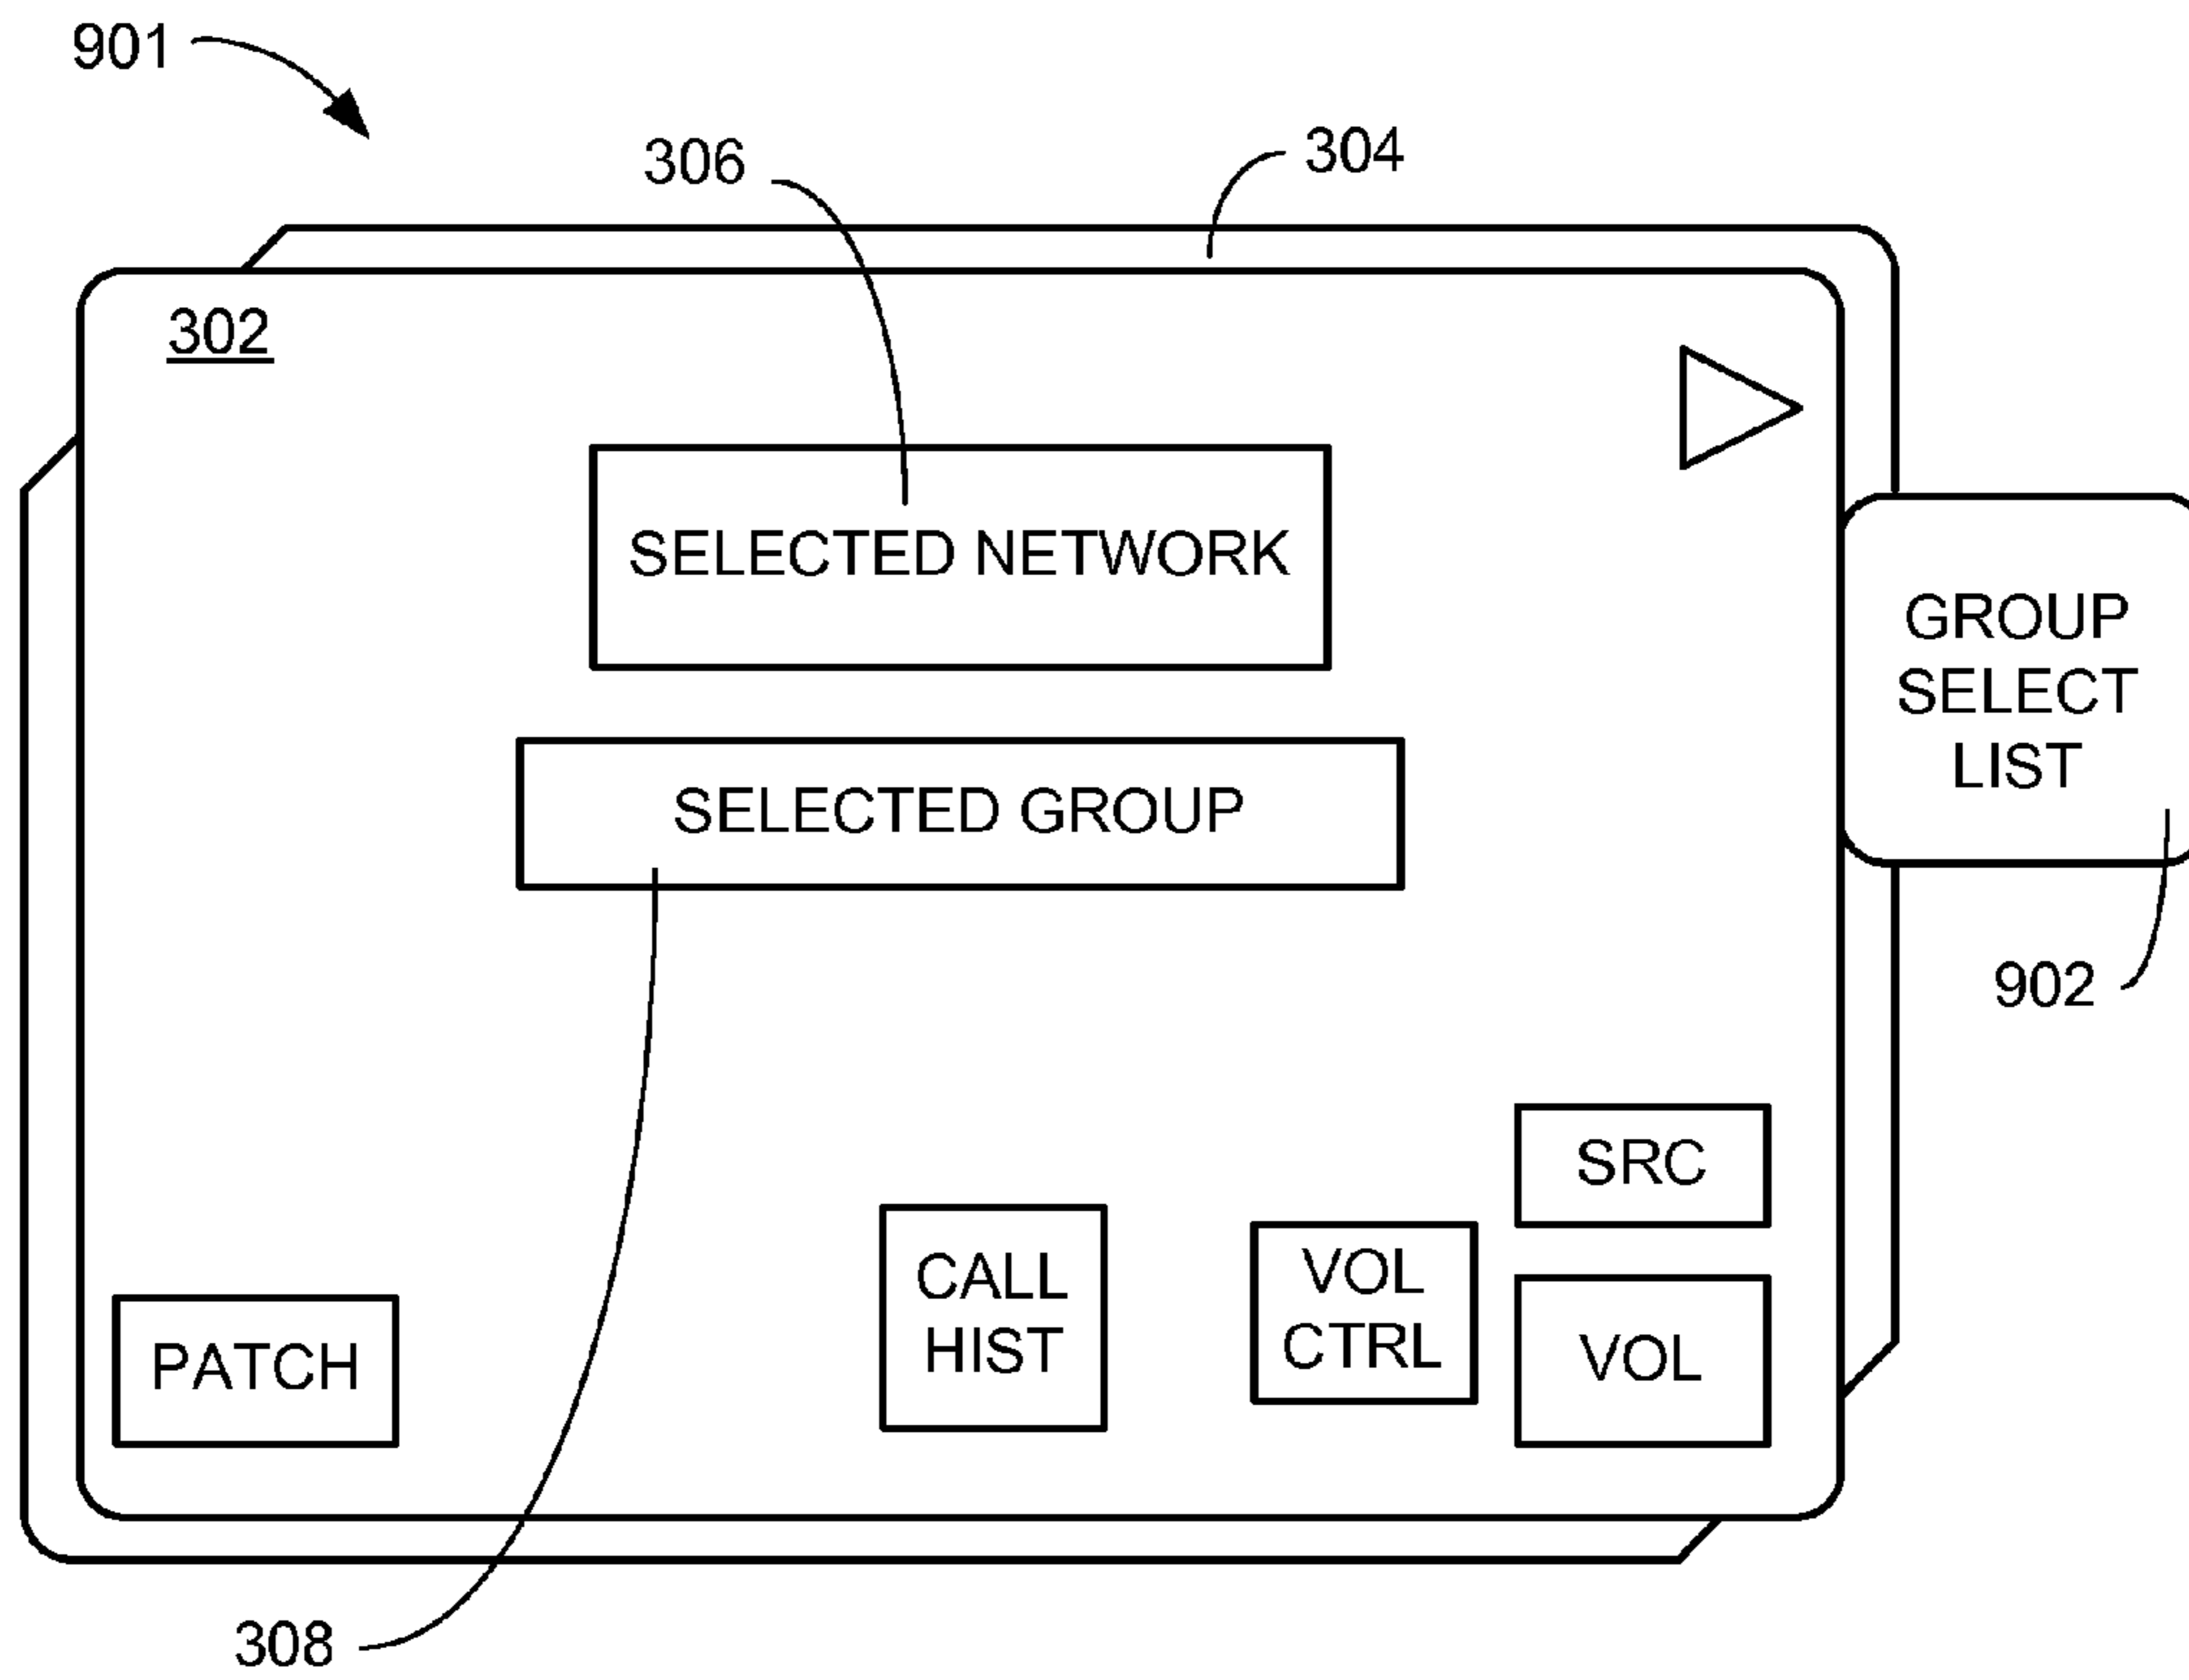 901
306
304
302
SELECTED NETWORK
GROUP
SELECT
LIST
SELECTED GROUP
902
SRC
CALL
HIST
VOL
CTRL
VOL
PATCH
308